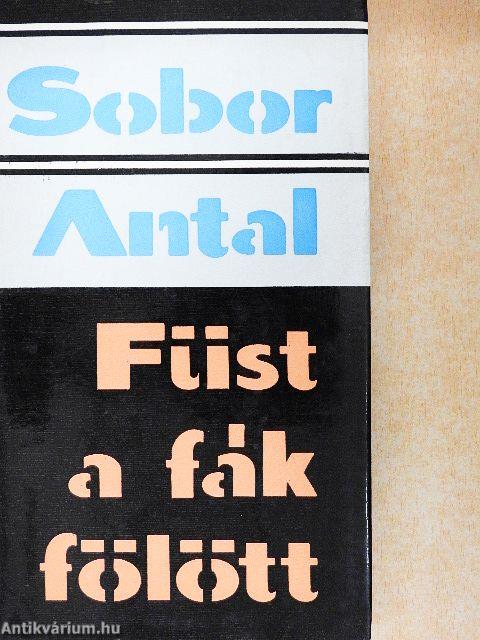 Sobor
Antal
Füst
a fák
fölött
Antikvárium.hu